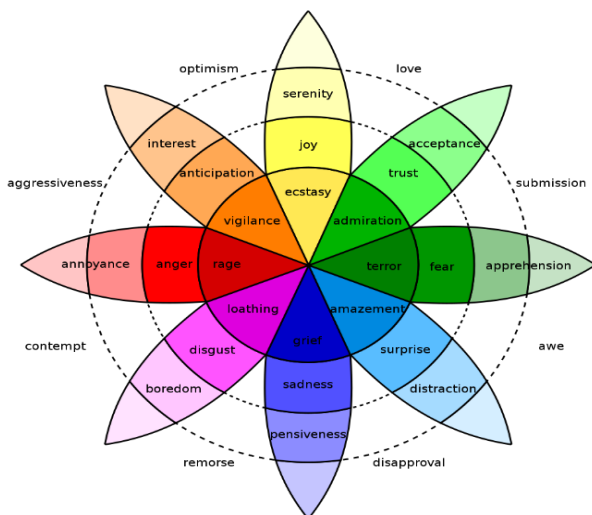 optimism
love
serenity
interest
joy
acceptance
anticipation
trust
aggressiveness
ecstasy
submission
vigilance
admiration
annoyance
anger
rage
terror
fear
apprehension
loathing
amazement
contempt
disgust
grief
surprise
awe
boredom
sadness
distraction
pensiveness
remorse
disapproval